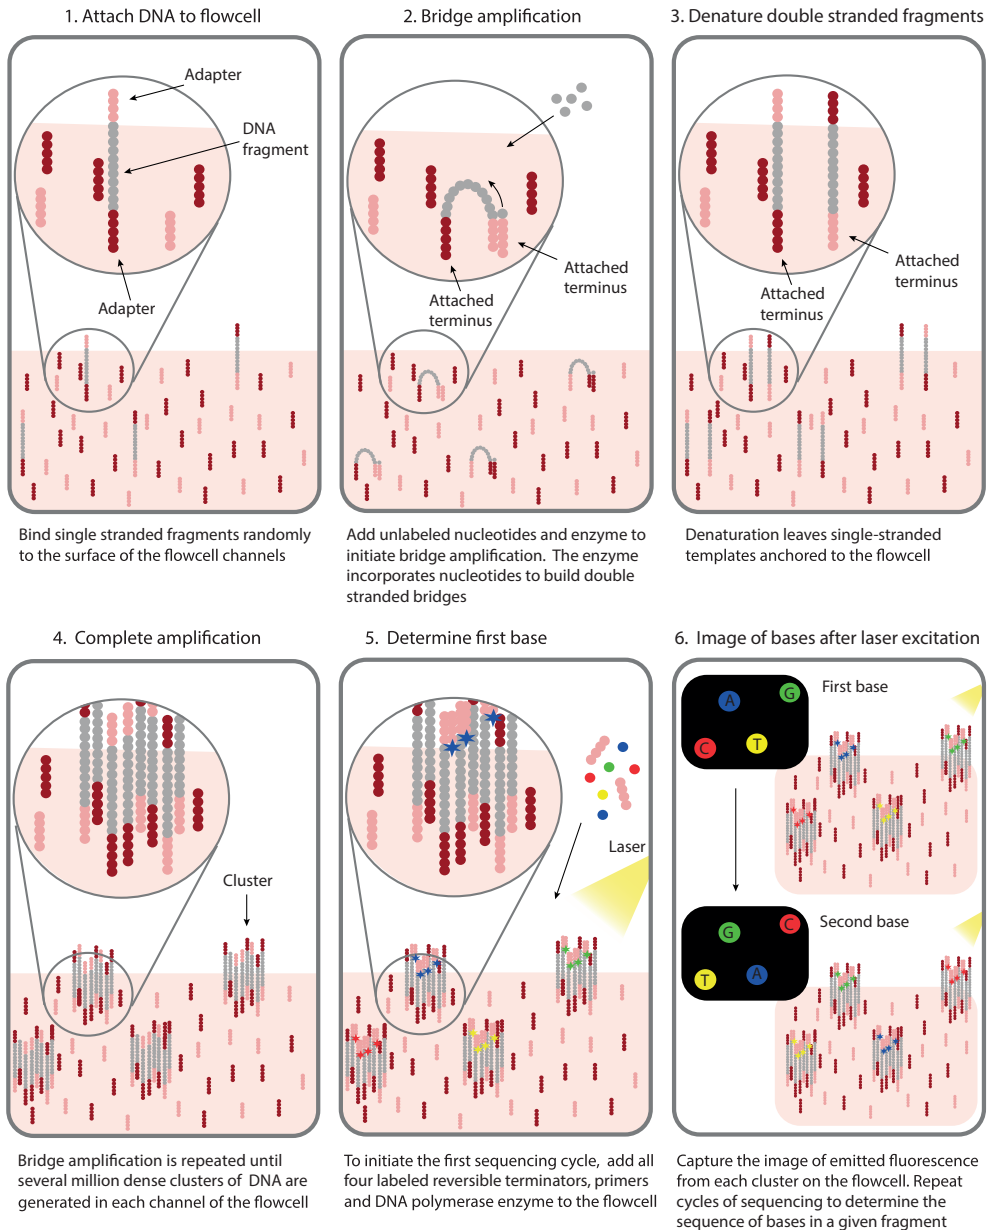 1. Attach DNA to flowcell
Adapter
DNA
fragment
Adapter
Bind single stranded fragments randomly
to the surface of the flowcell channels
2. Bridge amplification
Attached
terminus
Attached
terminus
Add unlabeled nucleotides and enzyme to
initiate bridge amplification. The enzyme
incorporates nucleotides to build double
stranded bridges
3. Denature double stranded fragments
Attached
terminus
Attached
terminus
Denaturation leaves single-stranded
templates anchored to the flowcell
4. Complete amplification
Cluster
Bridge amplification is repeated until
several million dense clusters of DNA are
generated in each channel of the flowcell
5. Determine first base
Laser
To initiate the first sequencing cycle, add all
four labeled reversible terminators, primers
and DNA polymerase enzyme to the flowcell
6. Image of bases after laser excitation
First base
A
G
C
T
Second base
G
C
T
A
Capture the image of emitted fluorescence
from each cluster on the flowcell. Repeat
cycles of sequencing to determine the
sequence of bases in a given fragment